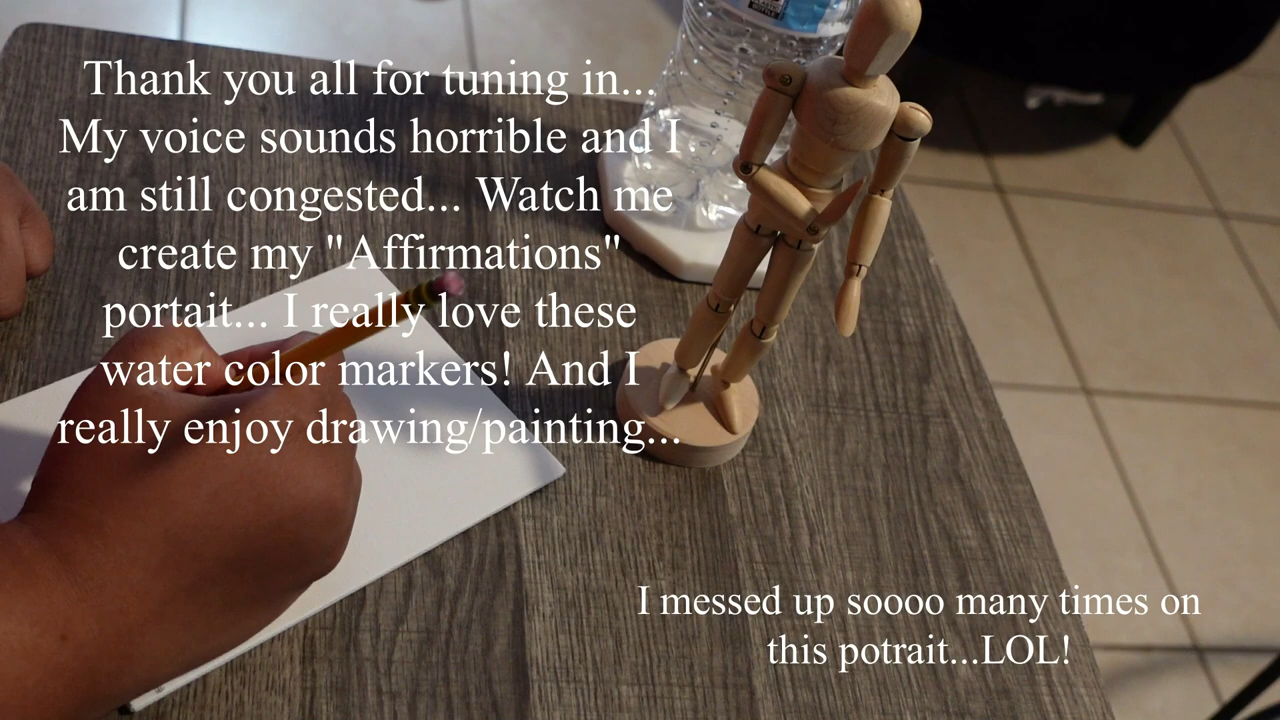 Thank you all for tuning in...
My voice sounds horrible and I
am still congested... Watch me
create my "Affirmations"
portait... I really love these
water color markers! And I
really enjoy drawing/painting...
I messed up soooo many times on
this potrait...LOL!